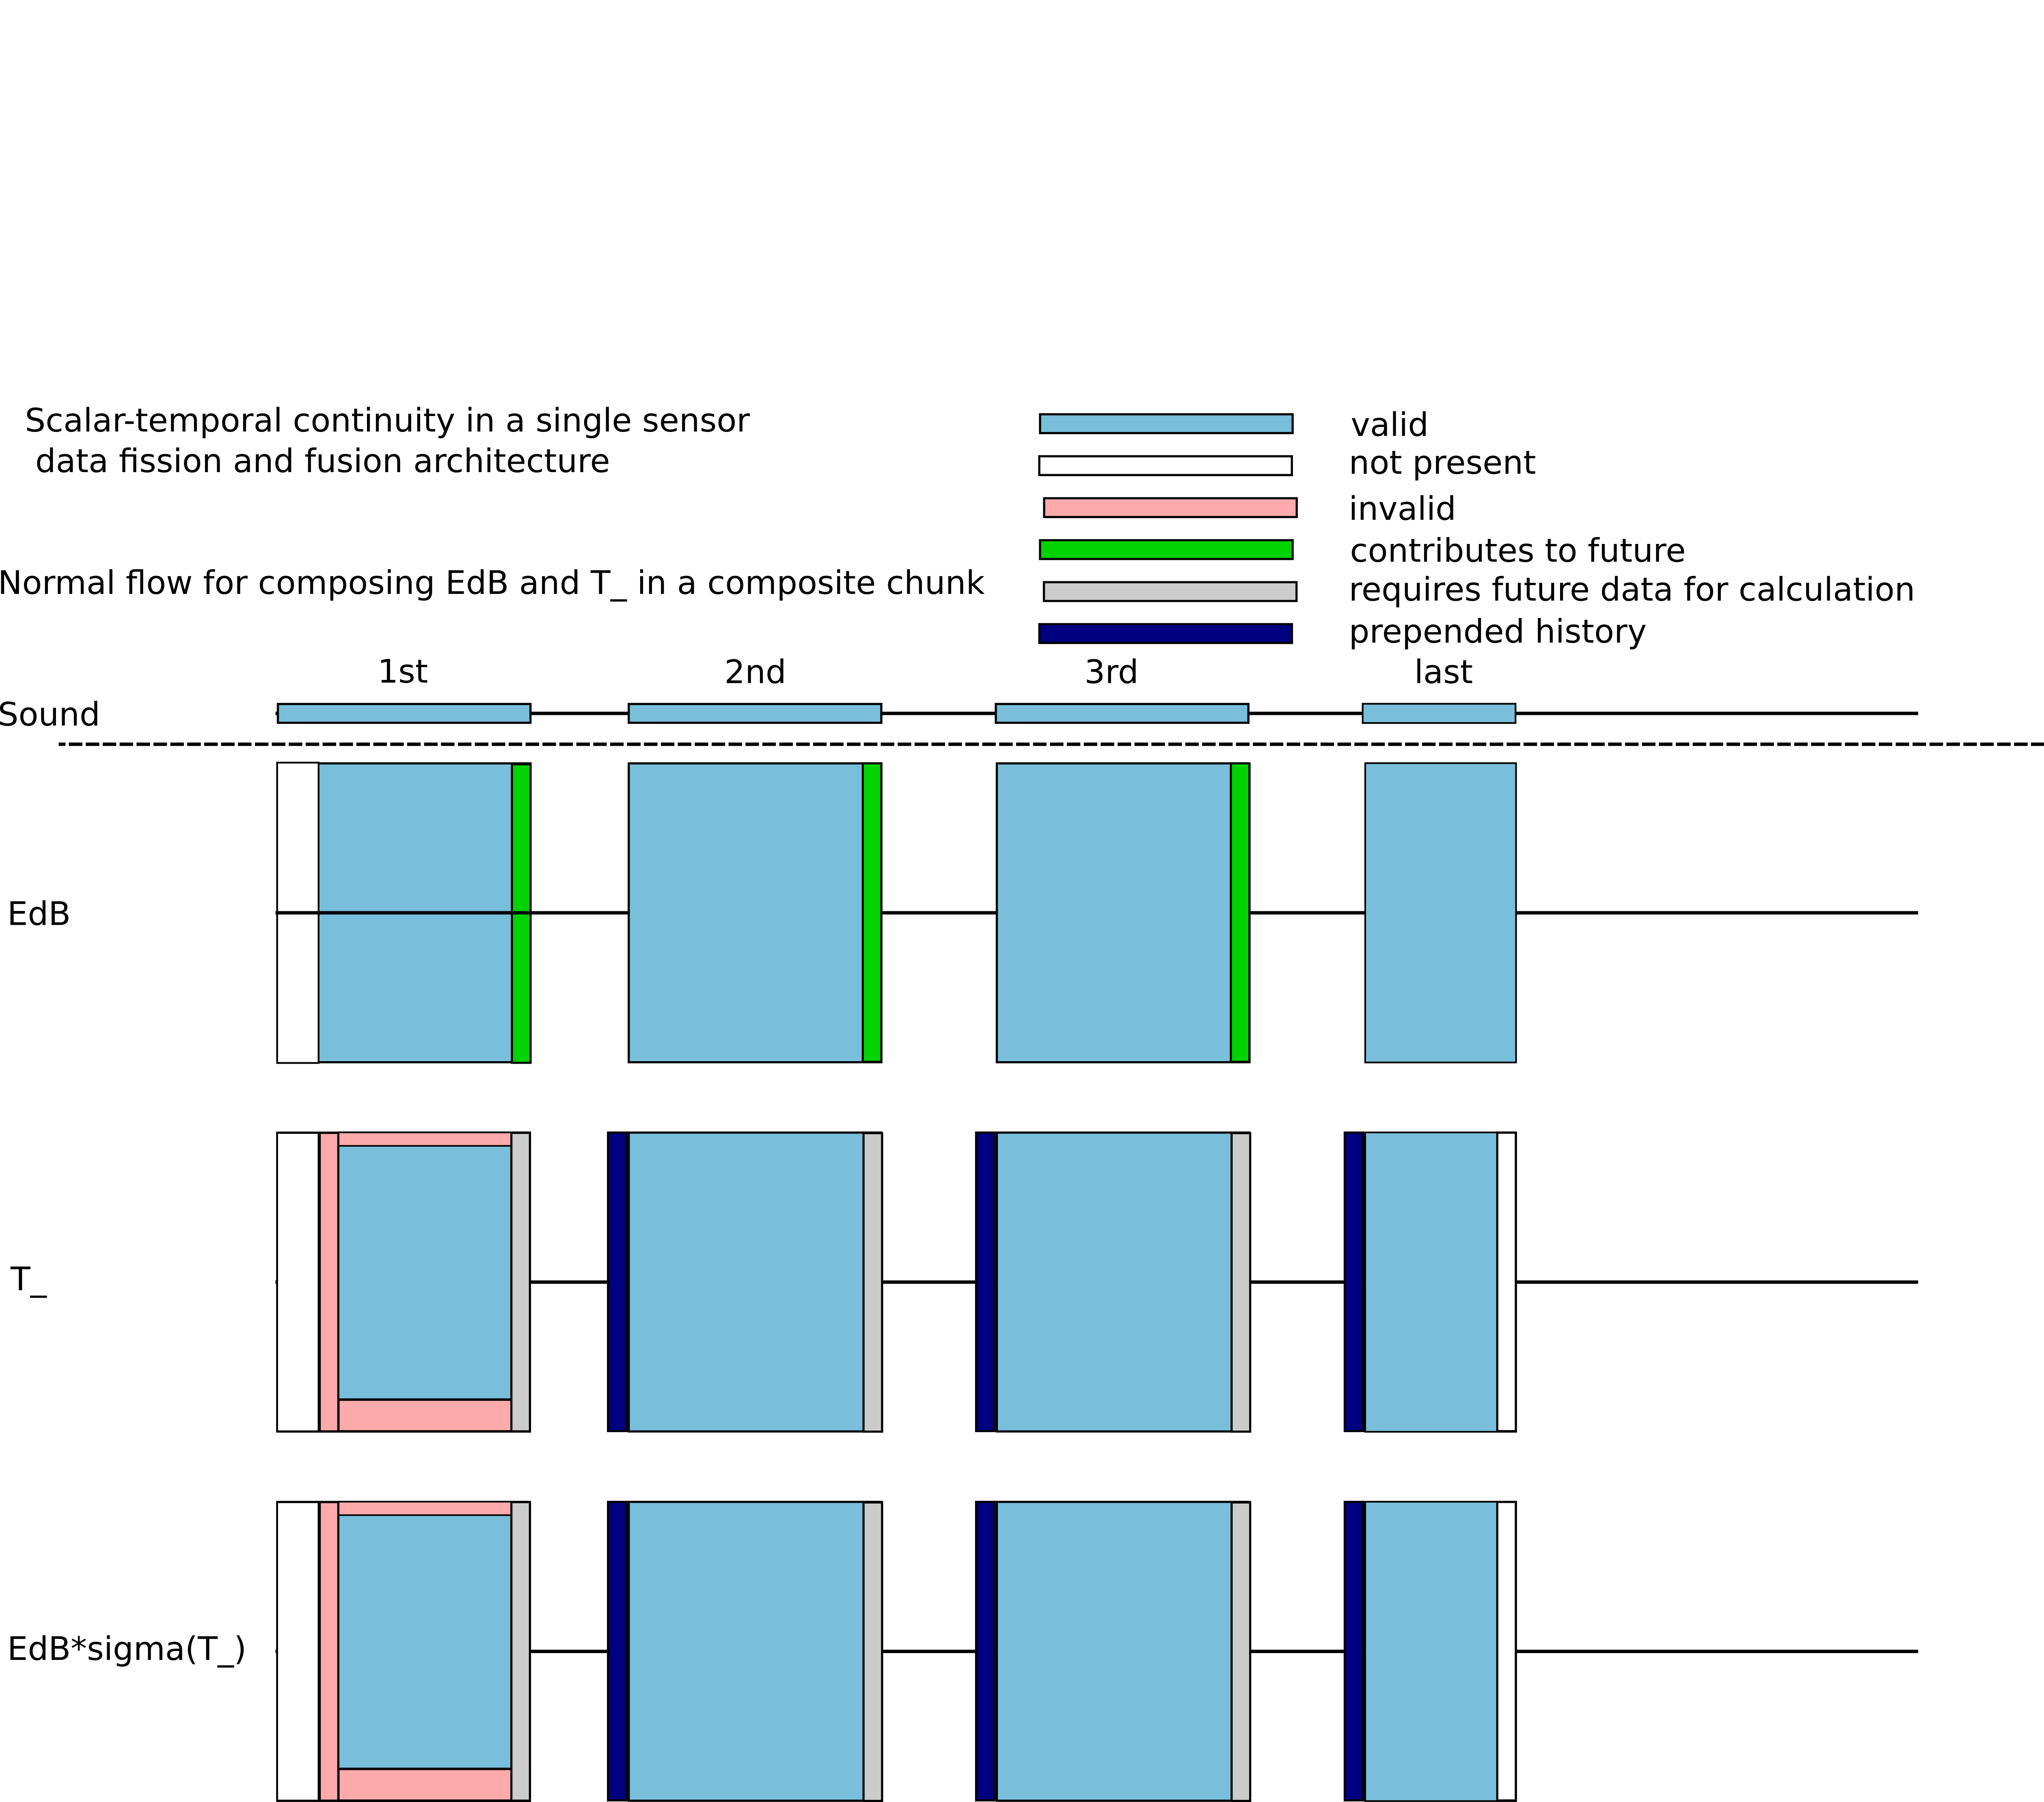 Scalar-temporal continuity in a single sensor
data fission and fusion architecture
valid
not present
invalid
contributes to future
requires future data for calculation
prepended history
Normal flow for composing EdB and T_ in a composite chunk
1st 2nd 3rd last
Sound
EdB
T_
EdB*sigma(T_)